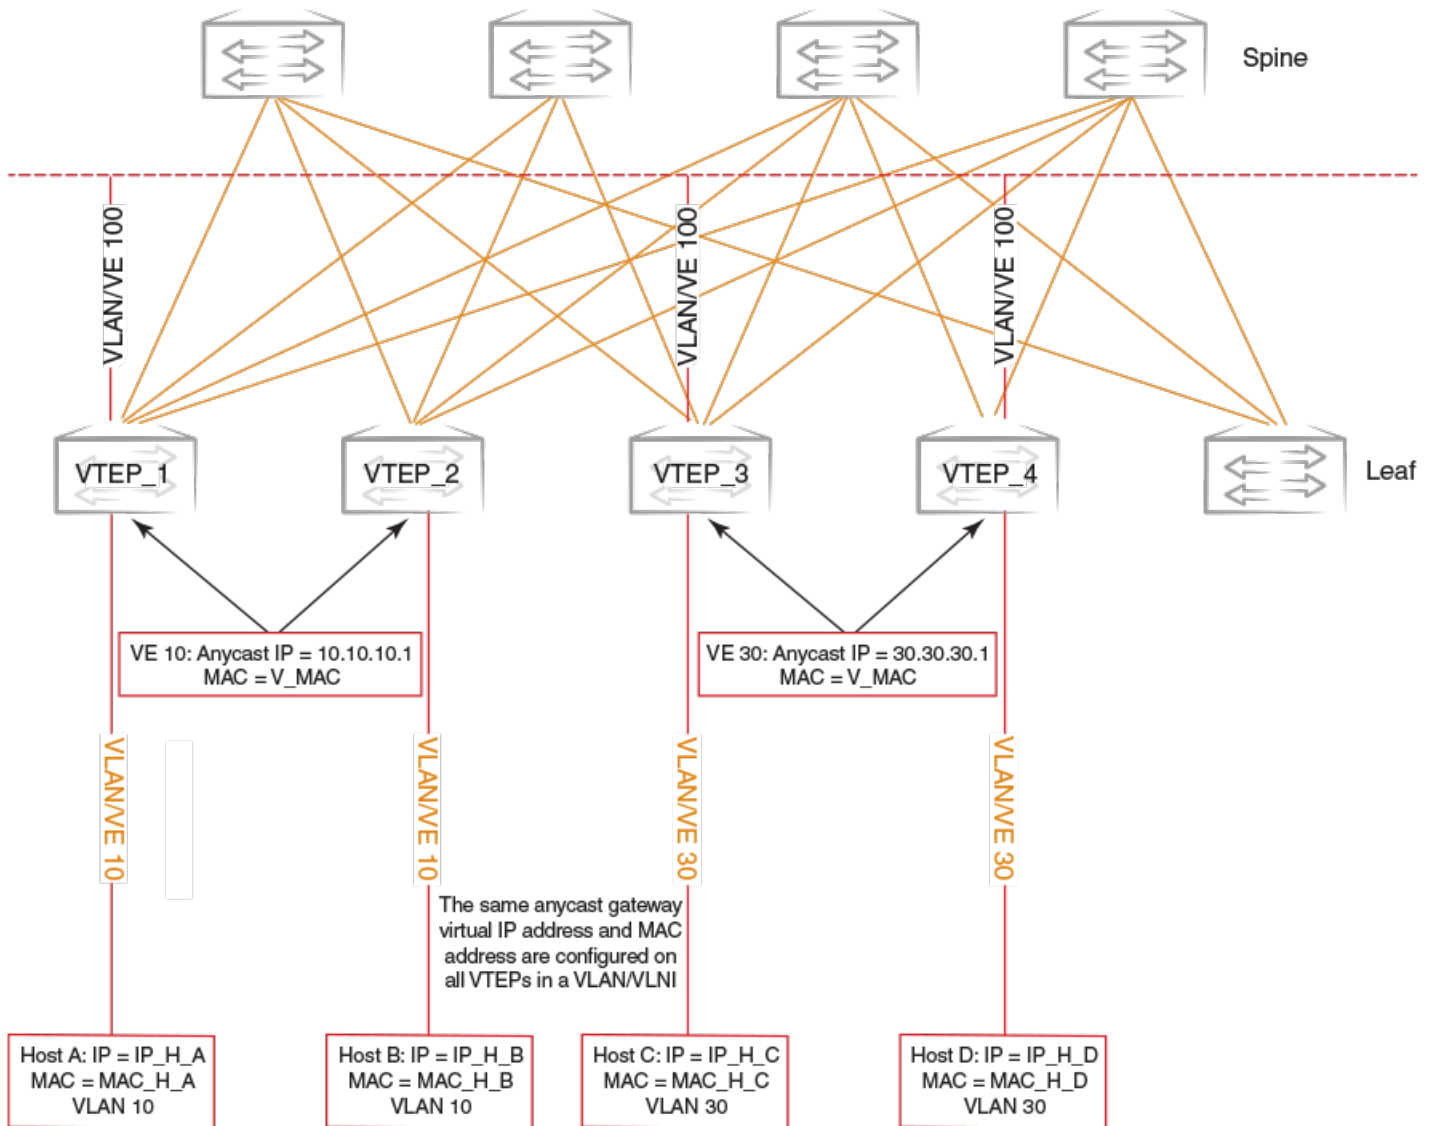 Spine
VLAN/VE 100
VLAN/VE 100
VLAN/VE 100
VTEP_1
VTEP_2
VTEP_3
VTEP_4
Leaf
VE 10: Anycast IP = 10.10.10.1
MAC = V_MAC
VE 30: Anycast IP = 30.30.30.1
MAC = V_MAC
VLAN/VE 10
VLAN/VE 10
VLAN/VE 30
VLAN/VE 30
The same anycast gateway
virtual IP address and MAC
address are configured on
all VTEPs in a VLAN/VLNI
Host A: IP = IP_H_A
MAC = MAC_H_A
VLAN 10
Host B: IP = IP_H_B
MAC = MAC_H_B
VLAN 10
Host C: IP = IP_H_C
MAC = MAC_H_C
VLAN 30
Host D: IP = IP_H_D
MAC = MAC_H_D
VLAN 30